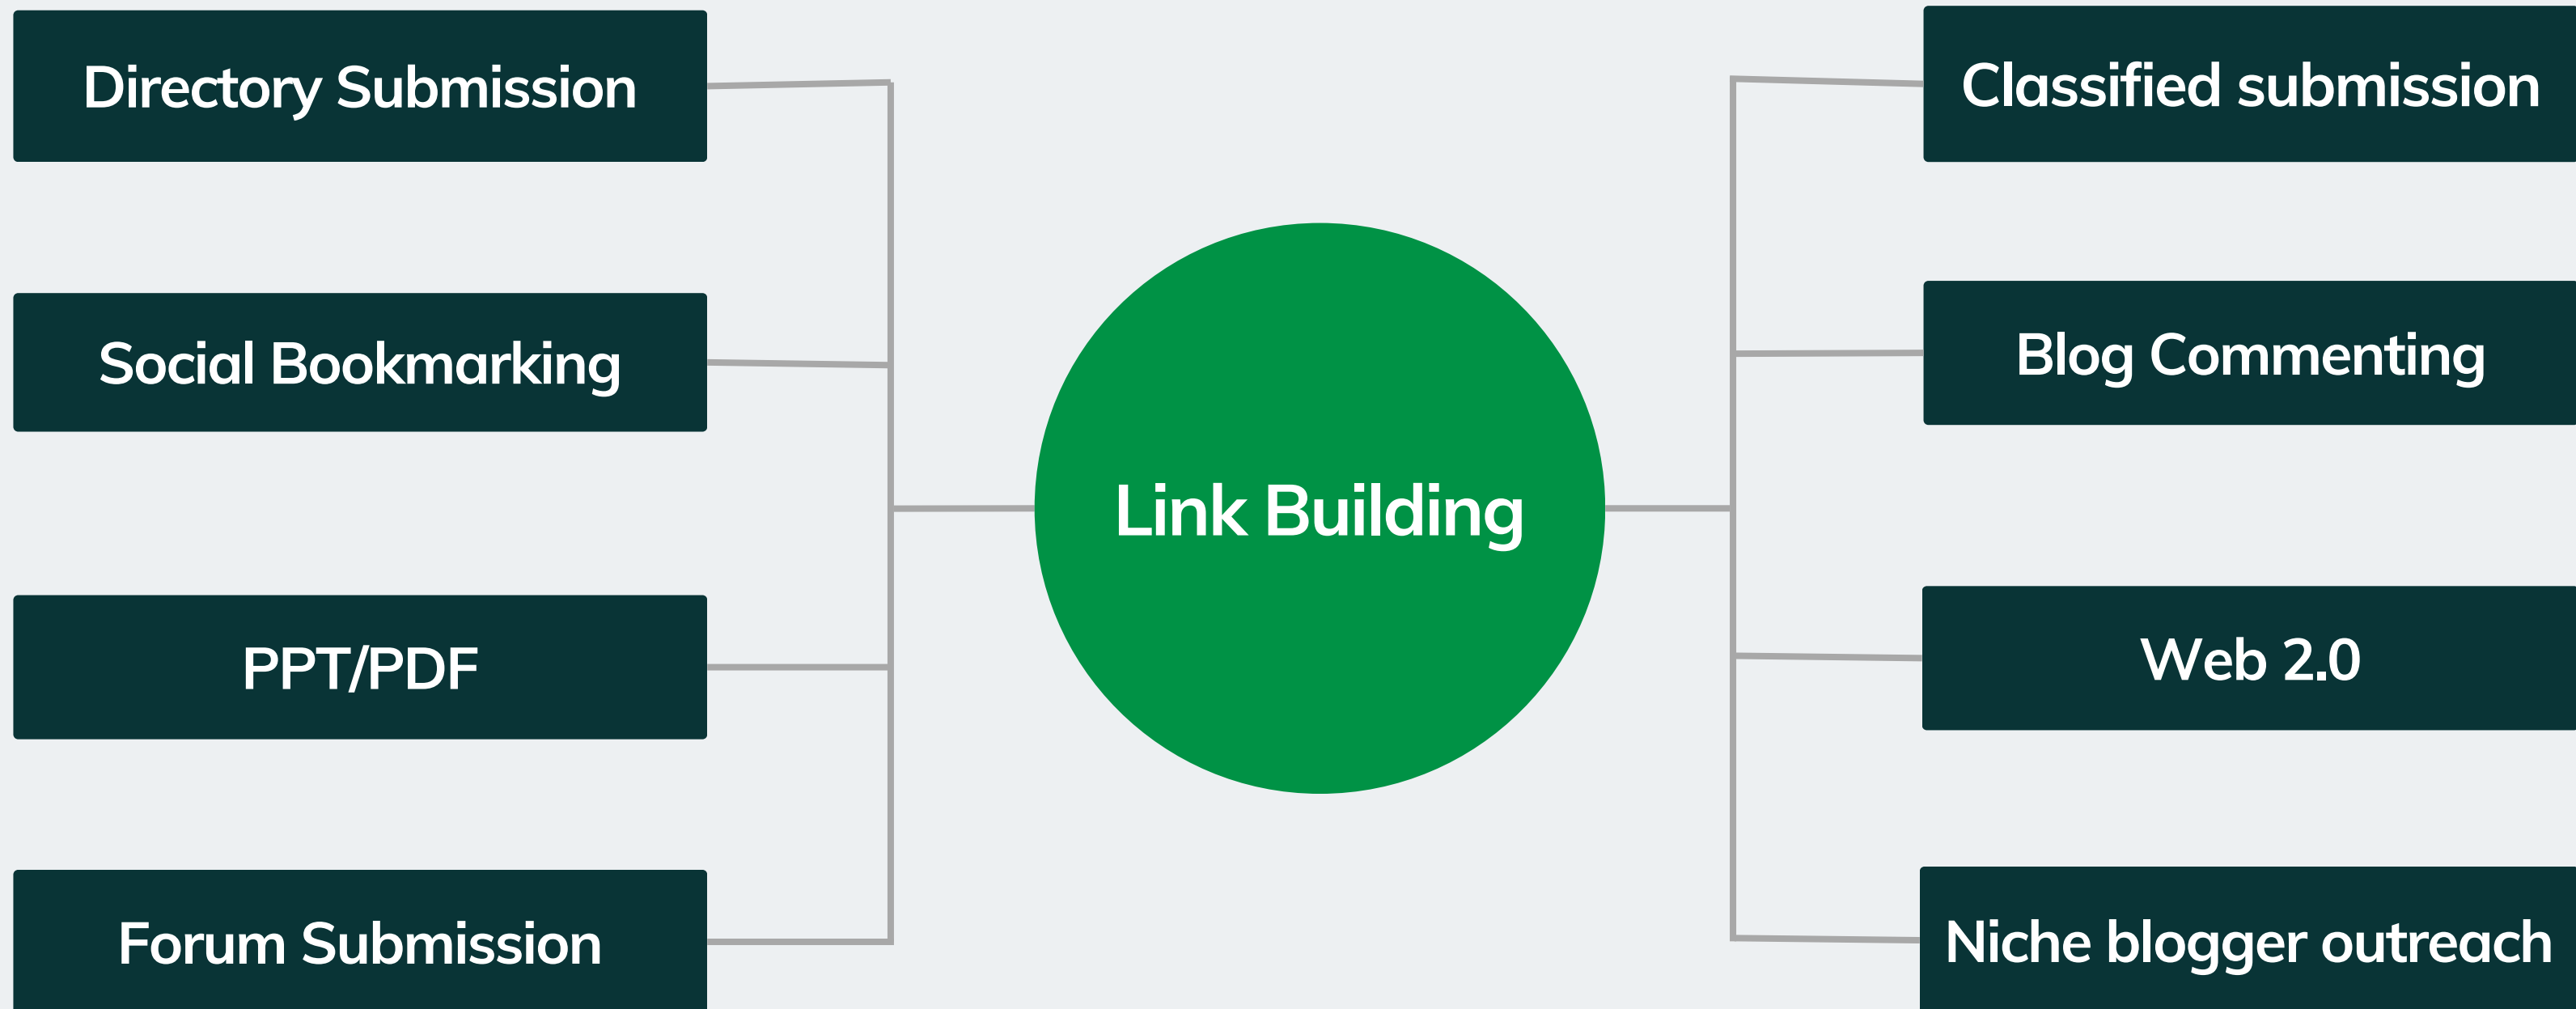 Directory Submission
Social Bookmarking
PPT/PDF
Forum Submission
Link Building
Classified submission
Blog Commenting
Web 2.0
Niche blogger outreach